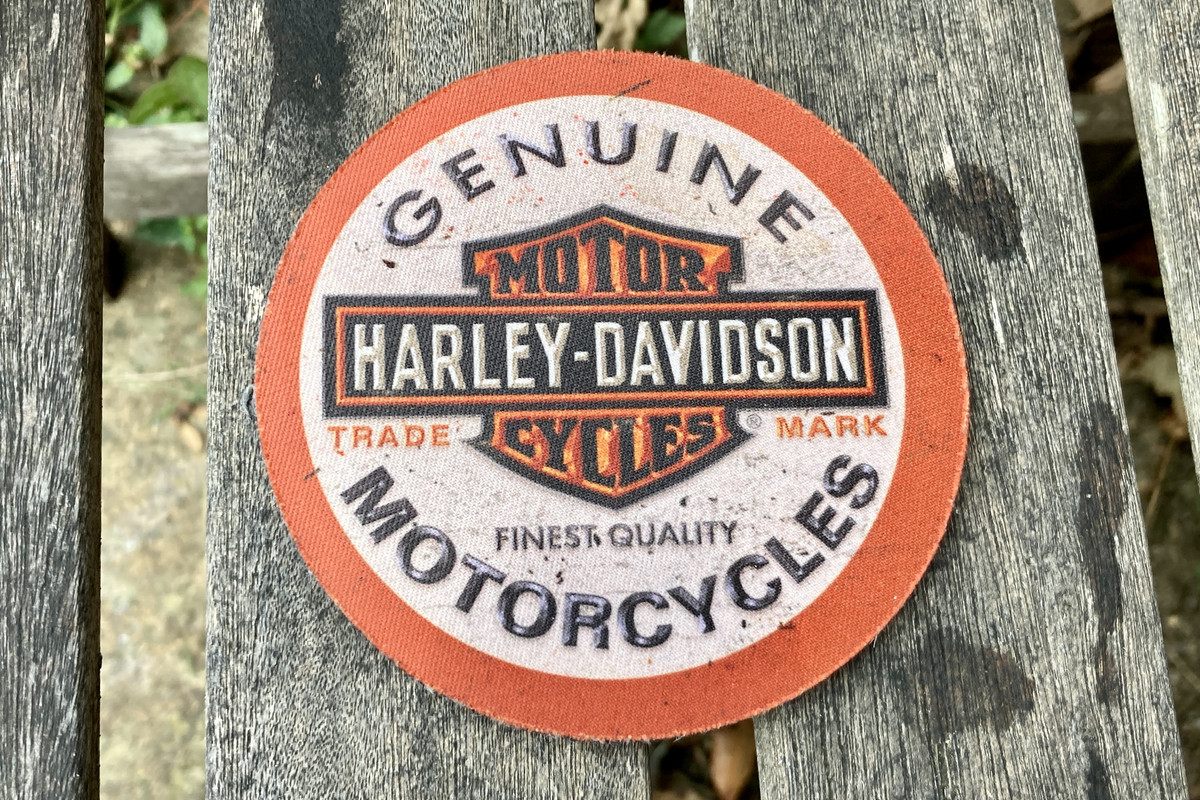 GENUINE
MOTOR
HARLEY-DAVIDSON
CYCLES
®
TRADE MARK
FINEST QUALITY
MOTORCYCLES